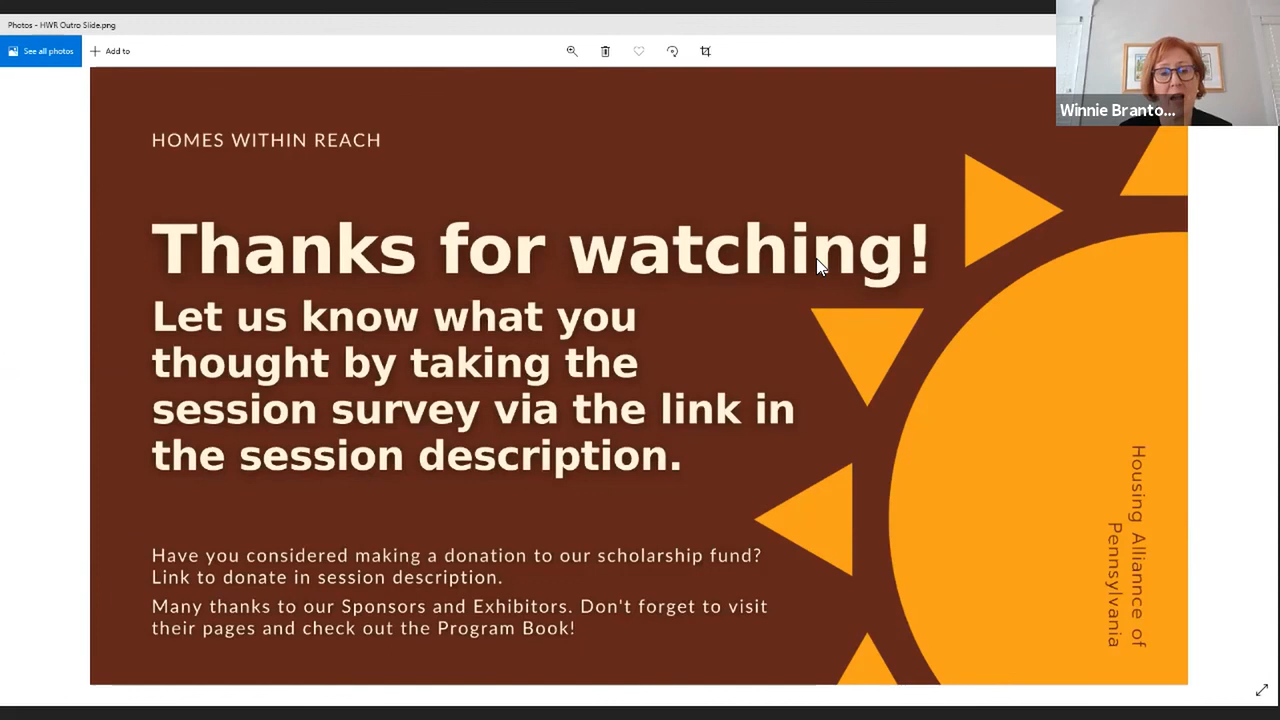 Photos - HWR Outro Slide.png
See all photos
Add to
Winnie Branto...
HOMES WITHIN REACH
Thanks for watching!
Let us know what you
thought by taking the
session survey via the link in
the session description.
Have you considered making a donation to our scholarship fund?
Link to donate in session description.
Many thanks to our Sponsors and Exhibitors. Don't forget to visit
their pages and check out the Program Book!
Housing Alliannce of
Pennsylvania